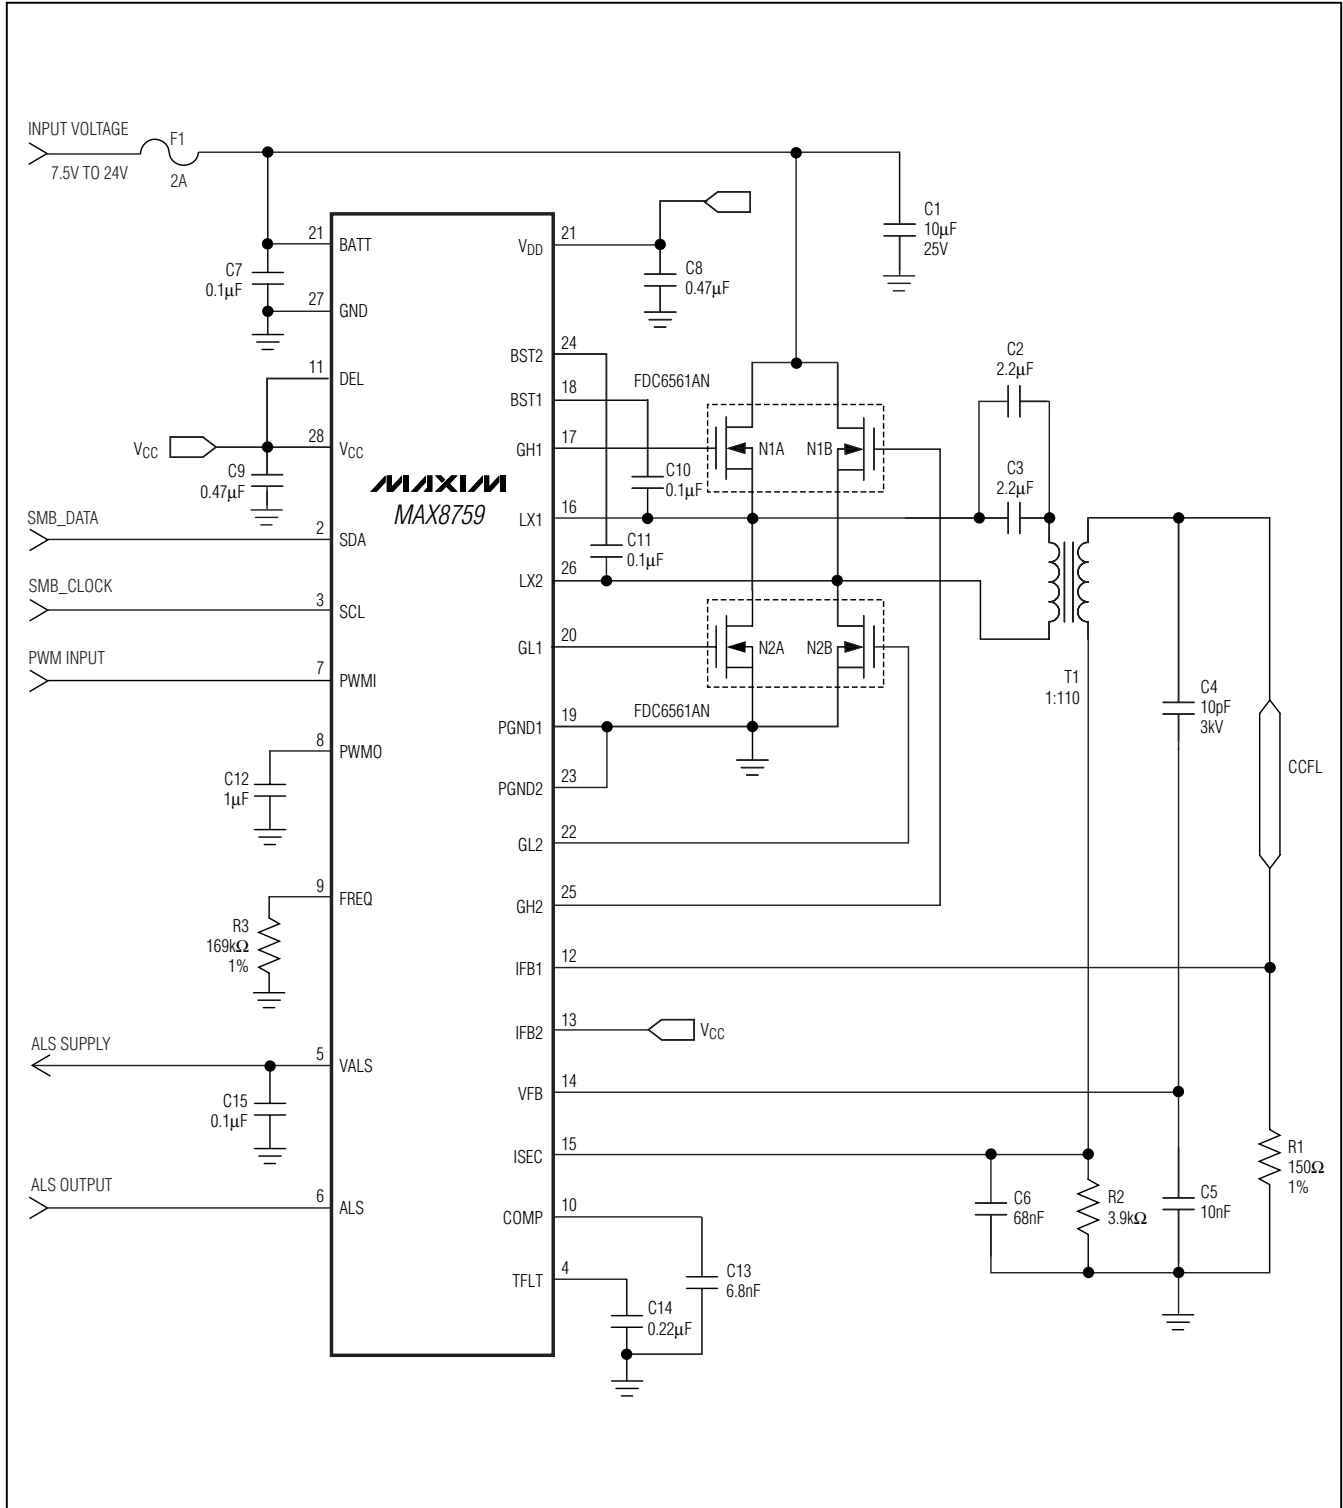 INPUT VOLTAGE
7.5V TO 24V
F1
2A
C1
10µF
25V
21
BATT
VDD
21
C7
0.1µF
C8
0.47µF
27
GND
24
BST2
11
DEL
FDC6561AN
18
BST1
C2
2.2µF
VCC
28
VCC
17
GH1
N1A
N1B
C9
0.47µF
MAXIM
MAX8759
C10
0.1µF
C3
2.2µF
SMB_DATA
2
SDA
16
LX1
C11
0.1µF
SMB_CLOCK
3
SCL
26
LX2
20
GL1
N2A
N2B
PWM INPUT
7
PWMI
T1
1:110
C4
10pF
3kV
FDC6561AN
19
PGND1
8
PWMO
CCFL
C12
1µF
23
PGND2
22
GL2
9
FREQ
25
GH2
R3
169kΩ
1%
12
IFB1
13
IFB2
VCC
ALS SUPPLY
5
VALS
14
VFB
C15
0.1µF
15
ISEC
R1
150Ω
1%
ALS OUTPUT
6
ALS
C6
68nF
R2
3.9kΩ
C5
10nF
10
COMP
4
TFLT
C13
6.8nF
C14
0.22µF